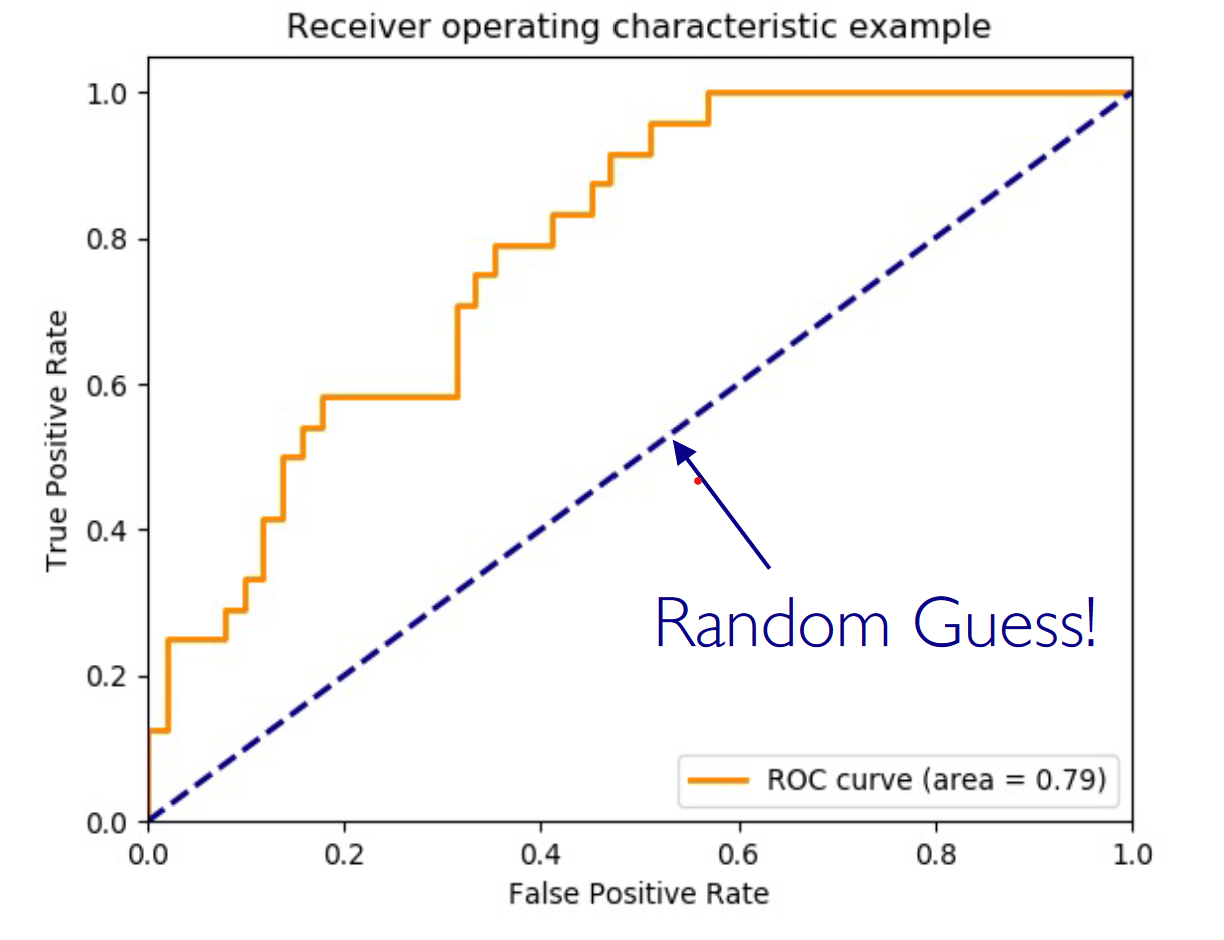 Receiver operating characteristic example
1.0
0.8
0.6
0.4
0.2
0.0
True Positive Rate
Random Guess!
ROC curve (area = 0.79)
0.0 0.2 0.4 0.6 0.8 1.0
False Positive Rate